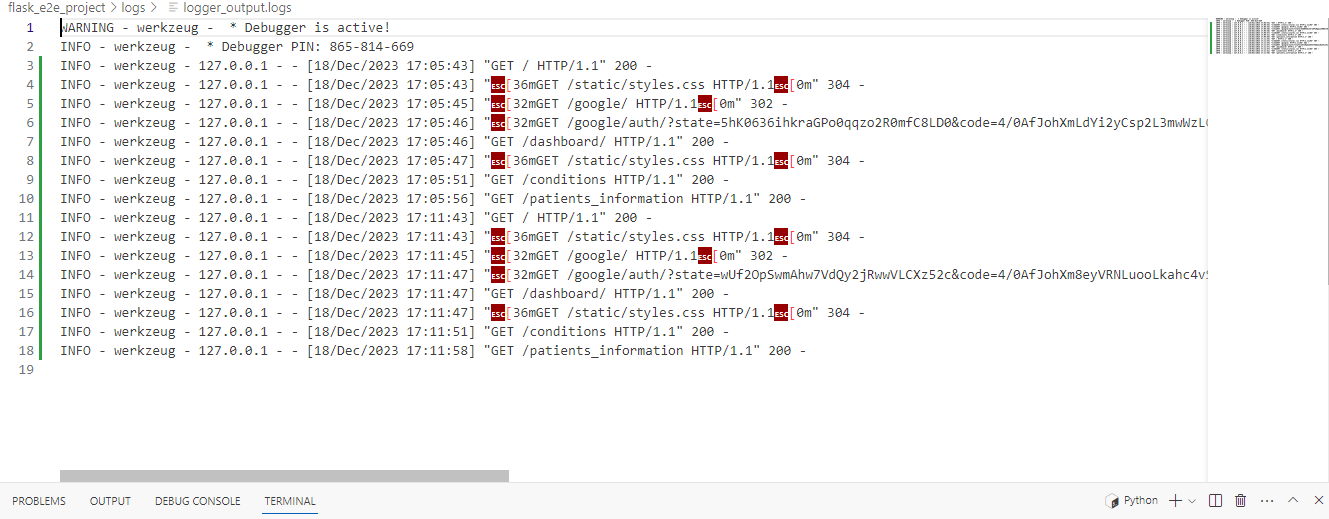 flask_e2e_project > logs > logger_output.logs
1 WARNING - werkzeug -  * Debugger is active!
2 INFO - werkzeug -  * Debugger PIN: 865-814-669
3 INFO - werkzeug - 127.0.0.1 - - [18/Dec/2023 17:05:43] "GET / HTTP/1.1" 200 -
4 INFO - werkzeug - 127.0.0.1 - - [18/Dec/2023 17:05:43] "ESC[36mGET /static/styles.css HTTP/1.1ESC[0m" 304 -
5 INFO - werkzeug - 127.0.0.1 - - [18/Dec/2023 17:05:45] "ESC[32mGET /google/ HTTP/1.1ESC[0m" 302 -
6 INFO - werkzeug - 127.0.0.1 - - [18/Dec/2023 17:05:46] "ESC[32mGET /google/auth/?state=5hK0636ihkraGPo0qqzo2R0mfC8LD0&code=4/0AfJohXmLdYi2yCsp2L3mwWzL
7 INFO - werkzeug - 127.0.0.1 - - [18/Dec/2023 17:05:46] "GET /dashboard/ HTTP/1.1" 200 -
8 INFO - werkzeug - 127.0.0.1 - - [18/Dec/2023 17:05:47] "ESC[36mGET /static/styles.css HTTP/1.1ESC[0m" 304 -
9 INFO - werkzeug - 127.0.0.1 - - [18/Dec/2023 17:05:51] "GET /conditions HTTP/1.1" 200 -
10 INFO - werkzeug - 127.0.0.1 - - [18/Dec/2023 17:05:56] "GET /patients_information HTTP/1.1" 200 -
11 INFO - werkzeug - 127.0.0.1 - - [18/Dec/2023 17:11:43] "GET / HTTP/1.1" 200 -
12 INFO - werkzeug - 127.0.0.1 - - [18/Dec/2023 17:11:43] "ESC[36mGET /static/styles.css HTTP/1.1ESC[0m" 304 -
13 INFO - werkzeug - 127.0.0.1 - - [18/Dec/2023 17:11:45] "ESC[32mGET /google/ HTTP/1.1ESC[0m" 302 -
14 INFO - werkzeug - 127.0.0.1 - - [18/Dec/2023 17:11:47] "ESC[32mGET /google/auth/?state=wUf2OpSwmAhw7VdQy2jRwwVLCXz52c&code=4/0AfJohXm8eyVRNLuooLkahc4v
15 INFO - werkzeug - 127.0.0.1 - - [18/Dec/2023 17:11:47] "GET /dashboard/ HTTP/1.1" 200 -
16 INFO - werkzeug - 127.0.0.1 - - [18/Dec/2023 17:11:47] "ESC[36mGET /static/styles.css HTTP/1.1ESC[0m" 304 -
17 INFO - werkzeug - 127.0.0.1 - - [18/Dec/2023 17:11:51] "GET /conditions HTTP/1.1" 200 -
18 INFO - werkzeug - 127.0.0.1 - - [18/Dec/2023 17:11:58] "GET /patients_information HTTP/1.1" 200 -
19
PROBLEMS OUTPUT DEBUG CONSOLE TERMINAL Python